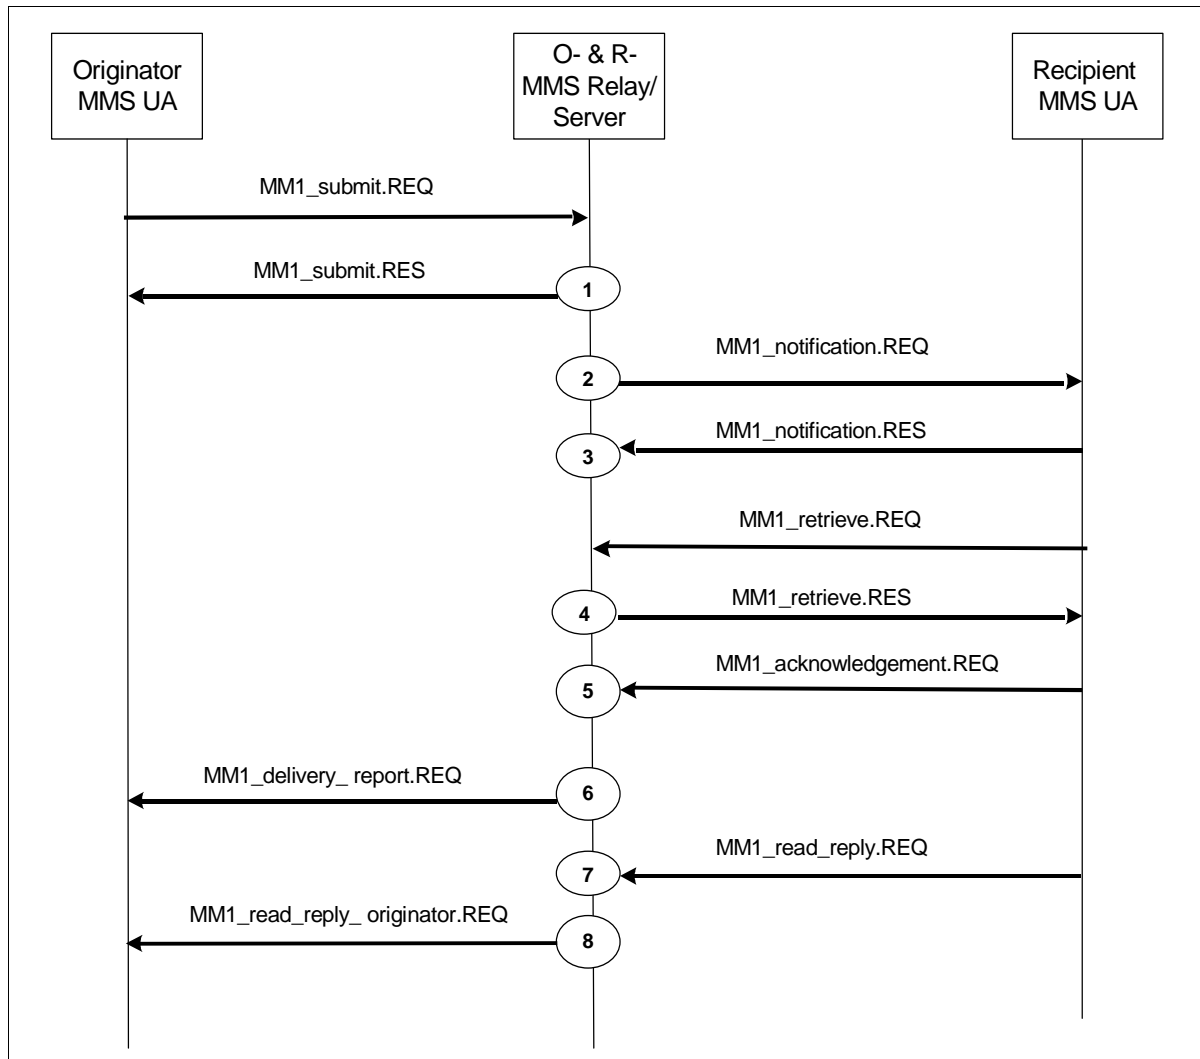 Originator
MMS UA
O- & R-
MMS Relay/
Server
Recipient
MMS UA
MM1_submit.REQ
MM1_submit.RES
1
MM1_notification.REQ
2
MM1_notification.RES
3
MM1_retrieve.REQ
MM1_retrieve.RES
4
MM1_acknowledgement.REQ
5
MM1_delivery_ report.REQ
6
MM1_read_reply.REQ
7
MM1_read_reply_ originator.REQ
8